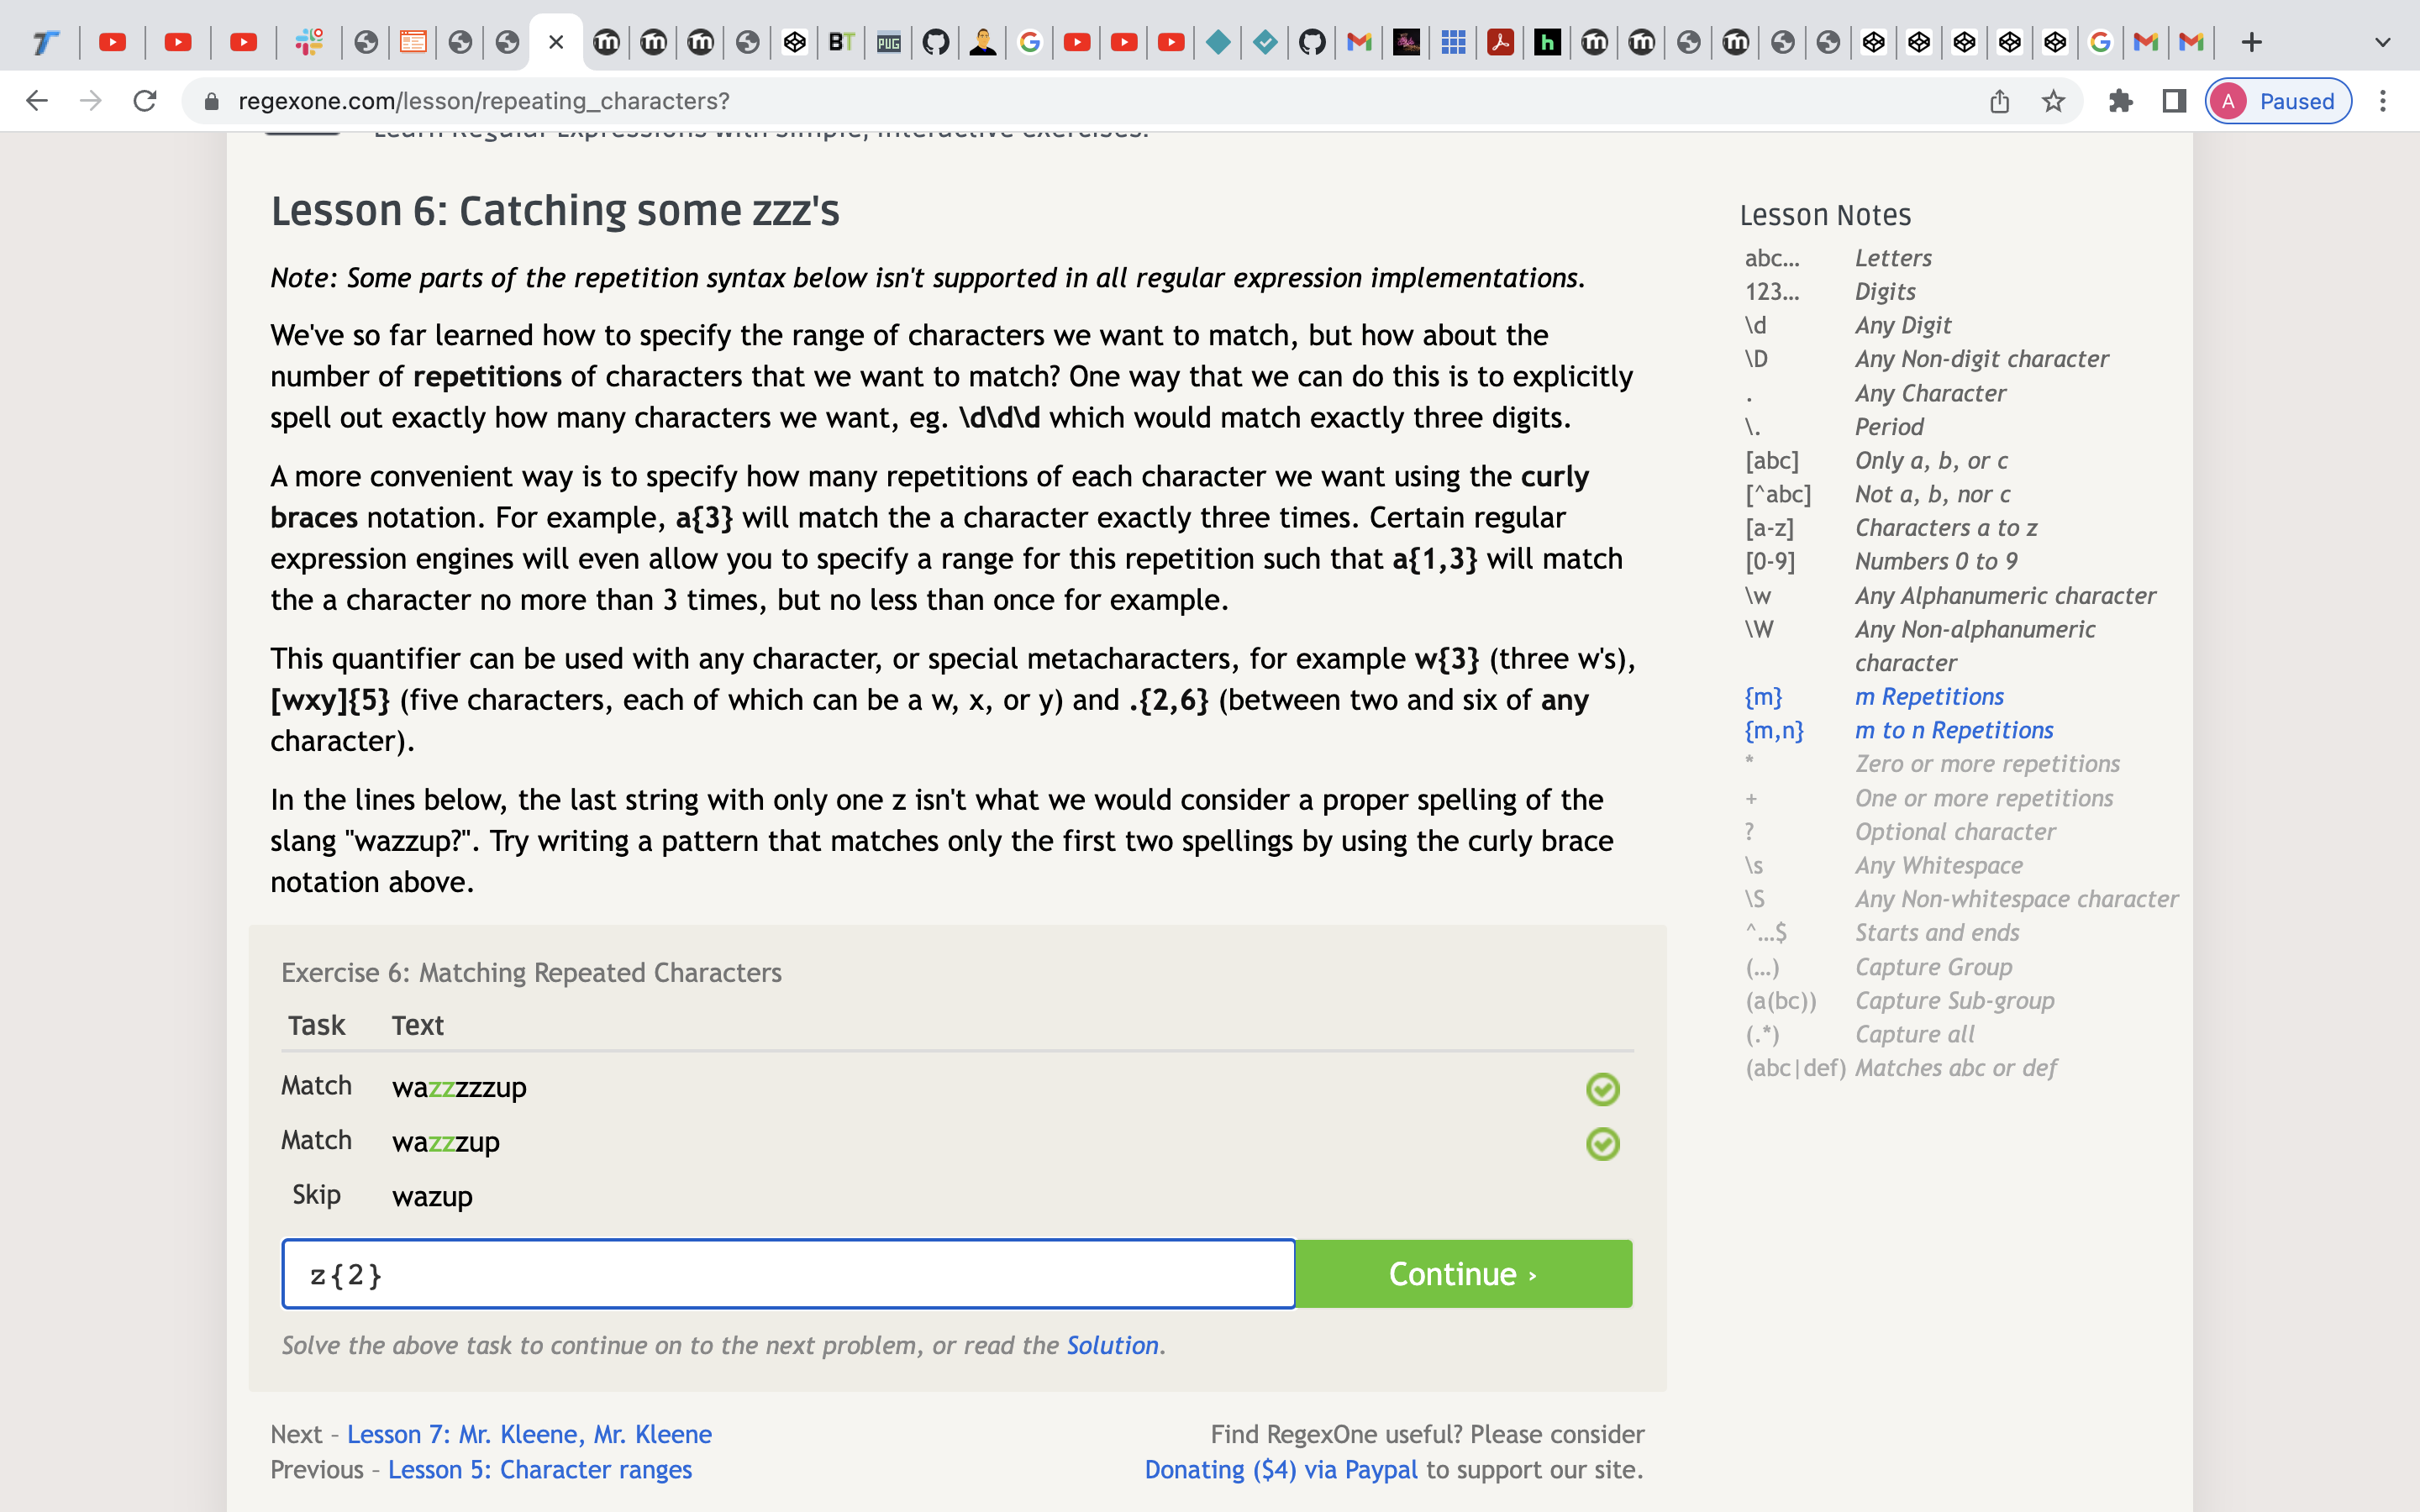 BT
PUG
h
regexone.com/lesson/repeating_characters?
A Paused
Learn Regular Expressions with simple, interactive exercises.
Lesson 6: Catching some zzz's
Note: Some parts of the repetition syntax below isn't supported in all regular expression implementations.
We've so far learned how to specify the range of characters we want to match, but how about the
number of repetitions of characters that we want to match? One way that we can do this is to explicitly
spell out exactly how many characters we want, eg. \d\d\d which would match exactly three digits.
A more convenient way is to specify how many repetitions of each character we want using the curly
braces notation. For example, a{3} will match the a character exactly three times. Certain regular
expression engines will even allow you to specify a range for this repetition such that a{1,3} will match
the a character no more than 3 times, but no less than once for example.
This quantifier can be used with any character, or special metacharacters, for example w{3} (three w's),
[wxy]{5} (five characters, each of which can be a w, x, or y) and .{2,6} (between two and six of any
character).
In the lines below, the last string with only one z isn't what we would consider a proper spelling of the
slang "wazzup?". Try writing a pattern that matches only the first two spellings by using the curly brace
notation above.
Exercise 6: Matching Repeated Characters
Task Text
Match wazzzzzup
Match wazzzup
Skip wazup
z{2}
Continue ›
Solve the above task to continue on to the next problem, or read the Solution.
Next – Lesson 7: Mr. Kleene, Mr. Kleene
Previous – Lesson 5: Character ranges
Find RegexOne useful? Please consider
Donating ($4) via Paypal to support our site.
Lesson Notes
abc… Letters
123… Digits
\d Any Digit
\D Any Non-digit character
. Any Character
\. Period
[abc] Only a, b, or c
[^abc] Not a, b, nor c
[a-z] Characters a to z
[0-9] Numbers 0 to 9
\w Any Alphanumeric character
\W Any Non-alphanumeric
character
{m} m Repetitions
{m,n} m to n Repetitions
* Zero or more repetitions
+ One or more repetitions
? Optional character
\s Any Whitespace
\S Any Non-whitespace character
^…$ Starts and ends
(…) Capture Group
(a(bc)) Capture Sub-group
(.*) Capture all
(abc|def) Matches abc or def